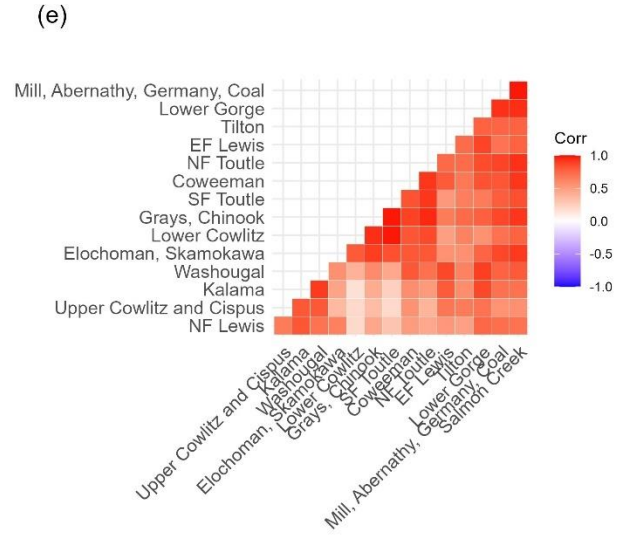 (e)
Mill, Abernathy, Germany, Coal
Lower Gorge
Tilton
EF Lewis
NF Toutle
Coweeman
SF Toutle
Grays, Chinook
Lower Cowlitz
Elochoman, Skamokawa
Washougal
Kalama
Upper Cowlitz and Cispus
NF Lewis
Upper Cowlitz and Cispus
Kalama
Washougal
Elochoman, Skamokawa
Lower Cowlitz
Grays, Chinook
SF Toutle
Coweeman
NF Toutle
EF Lewis
Tilton
Lower Gorge
Mill, Abernathy, Germany, Coal
Salmon Creek
Corr
1.0
0.5
0.0
-0.5
-1.0